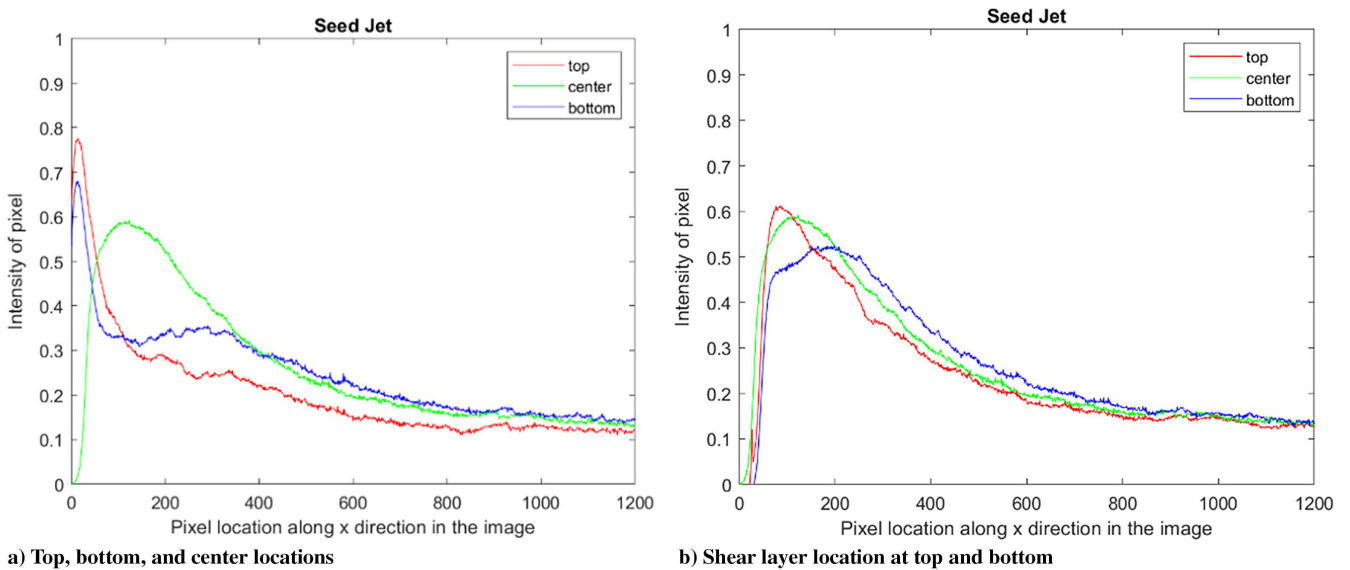 Seed Jet
1
0.9
0.8
0.7
0.6
0.5
0.4
0.3
0.2
0.1
0
Intensity of pixel
top
center
bottom
0 200 400 600 800 1000 1200
Pixel location along x direction in the image
a) Top, bottom, and center locations
Seed Jet
1
0.9
0.8
0.7
0.6
0.5
0.4
0.3
0.2
0.1
0
Intensity of pixel
top
center
bottom
0 200 400 600 800 1000 1200
Pixel location along x direction in the image
b) Shear layer location at top and bottom